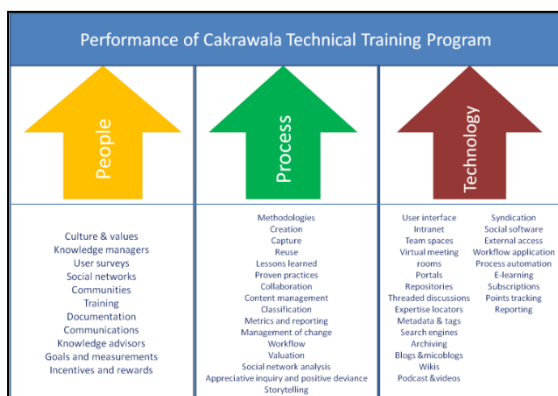 Performance of Cakrawala Technical Training Program
People
Culture & values
Knowledge managers
User surveys
Social networks
Communities
Training
Documentation
Communications
Knowledge advisors
Goals and measurements
Incentives and rewards
Process
Methodologies
Creation
Capture
Reuse
Lessons learned
Proven practices
Collaboration
Content management
Classification
Metrics and reporting
Management of change
Workflow
Valuation
Social network analysis
Appreciative inquiry and positive deviance
Storytelling
Technology
User interface
Intranet
Team spaces
Virtual meeting
rooms
Portals
Repositories
Threaded discussions
Expertise locators
Metadata & tags
Search engines
Archiving
Blogs &micoblogs
Wikis
Podcast &videos
Syndication
Social software
External access
Workflow application
Process automation
E-learning
Subscriptions
Points tracking
Reporting